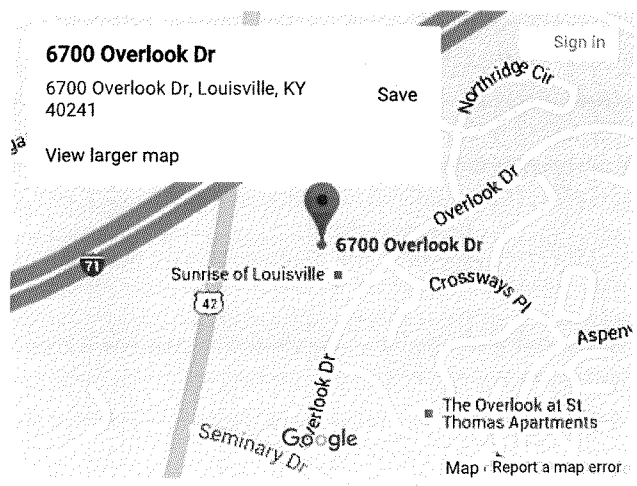 6700 Overlook Dr
Sign in
6700 Overlook Dr, Louisville, KY
40241
Save
View larger map
Northridge Cir
Overlook Dr
6700 Overlook Dr
71
Sunrise of Louisville
42
Crossways Pl
Overlook Dr
The Overlook at St.
Thomas Apartments
Seminary Dr
Google
Map
Report a map error